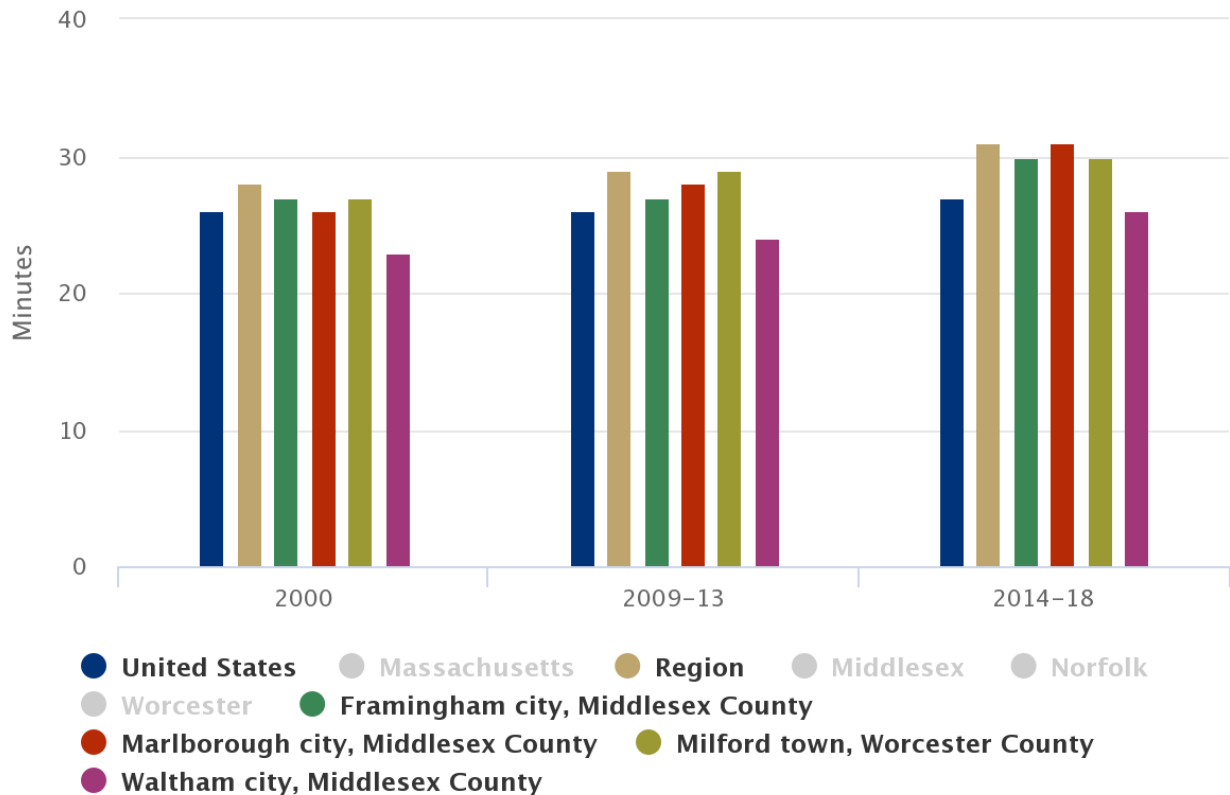 40
30
20
10
0
Minutes
2000 2009–13 2014–18
United States Massachusetts Region Middlesex Norfolk
Worcester Framingham city, Middlesex County
Marlborough city, Middlesex County Milford town, Worcester County
Waltham city, Middlesex County